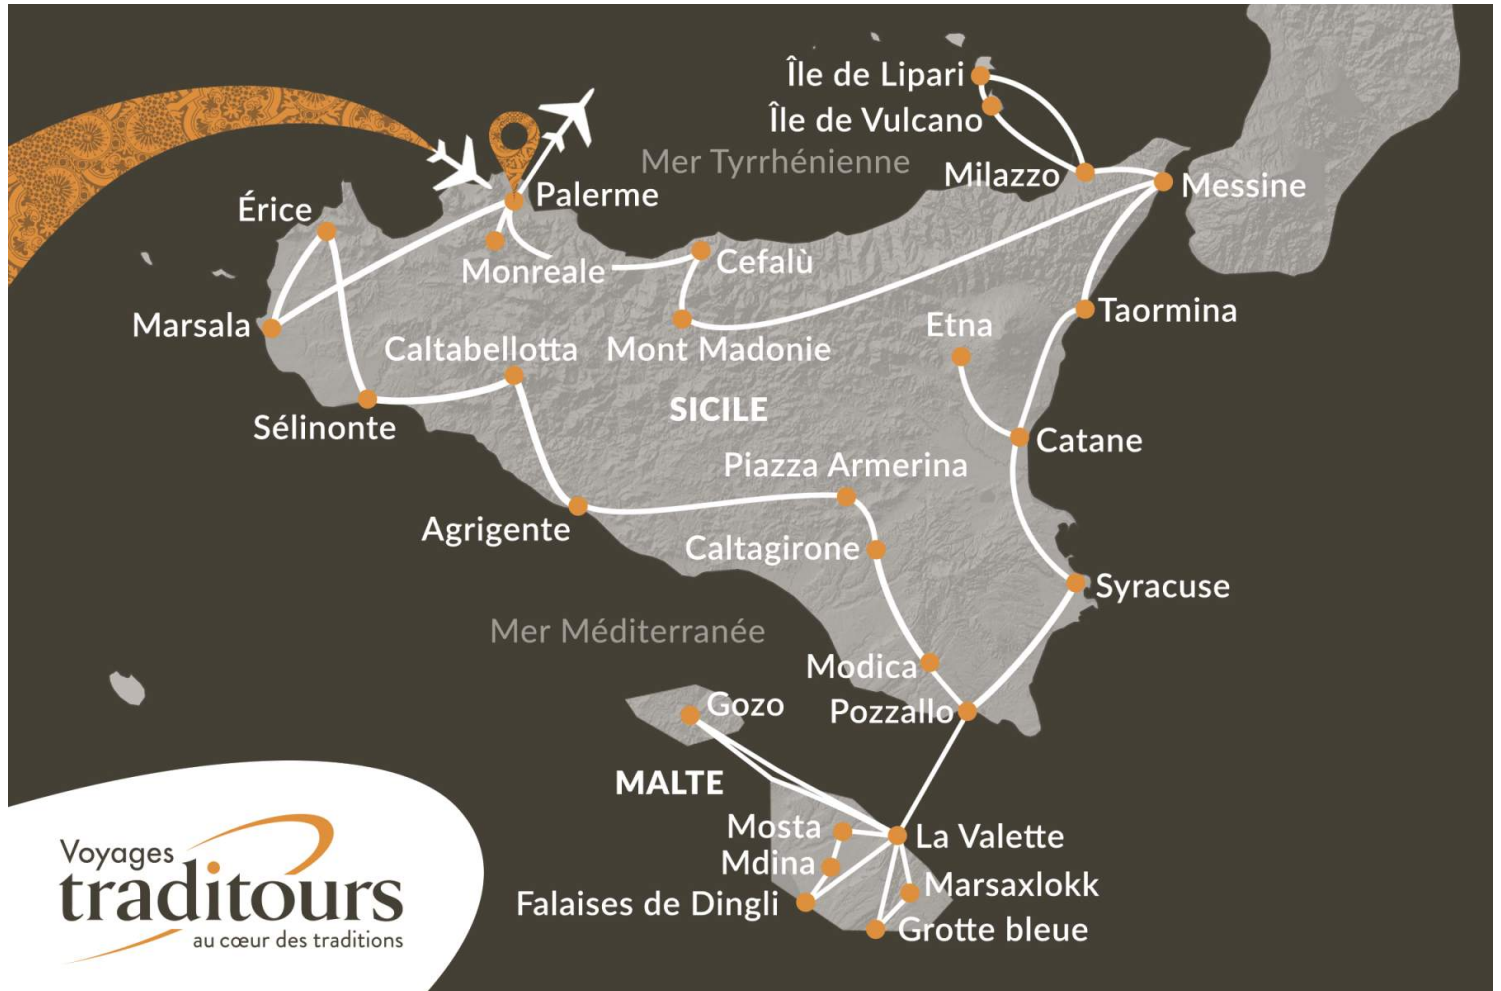 Île de Lipari
Île de Vulcano
Mer Tyrrhénienne
Milazzo
Messine
Palerme
Érice
Monreale
Cefalù
Marsala
Taormina
Etna
Caltabellotta
Mont Madonie
SICILE
Sélinonte
Catane
Piazza Armerina
Agrigente
Caltagirone
Syracuse
Mer Méditerranée
Modica
Gozo
Pozzallo
MALTE
Mosta
La Valette
Mdina
Marsaxlokk
Falaises de Dingli
Grotte bleue
Voyages
traditours
au cœur des traditions